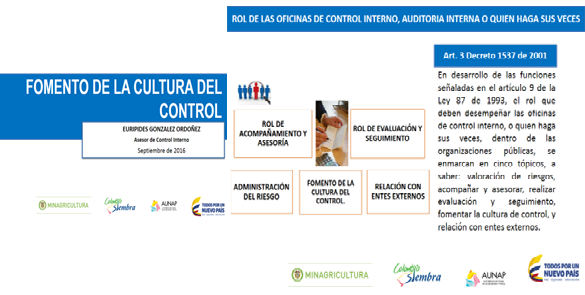 FOMENTO DE LA CULTURA DEL
CONTROL
EURIPIDES GONZALEZ ORDOÑEZ
Asesor de Control Interno
Septiembre de 2016
MINAGRICULTURA
Colombia
Siembra
AUNAP
TODOS POR UN
NUEVO PAÍS
ROL DE LAS OFICINAS DE CONTROL INTERNO, AUDITORIA INTERNA O QUIEN HAGA SUS VECES
ROL DE
ACOMPAÑAMIENTO Y
ASESORÍA
ROL DE EVALUACIÓN Y
SEGUIMIENTO
ADMINISTRACIÓN
DEL RIESGO
FOMENTO DE LA
CULTURA DEL
CONTROL.
RELACIÓN CON
ENTES EXTERNOS
Art. 3 Decreto 1537 de 2001
En desarrollo de las funciones
señaladas en el artículo 9 de la
Ley 87 de 1993, el rol que
deben desempeñar las oficinas
de control interno, o quien haga
sus veces, dentro de las
organizaciones públicas, se
enmarcan en cinco tópicos, a
saber: valoración de riesgos,
acompañar y asesorar, realizar
evaluación y seguimiento,
fomentar la cultura de control, y
relación con entes externos.
MINAGRICULTURA
Colombia
Siembra
AUNAP
TODOS POR UN
NUEVO PAÍS